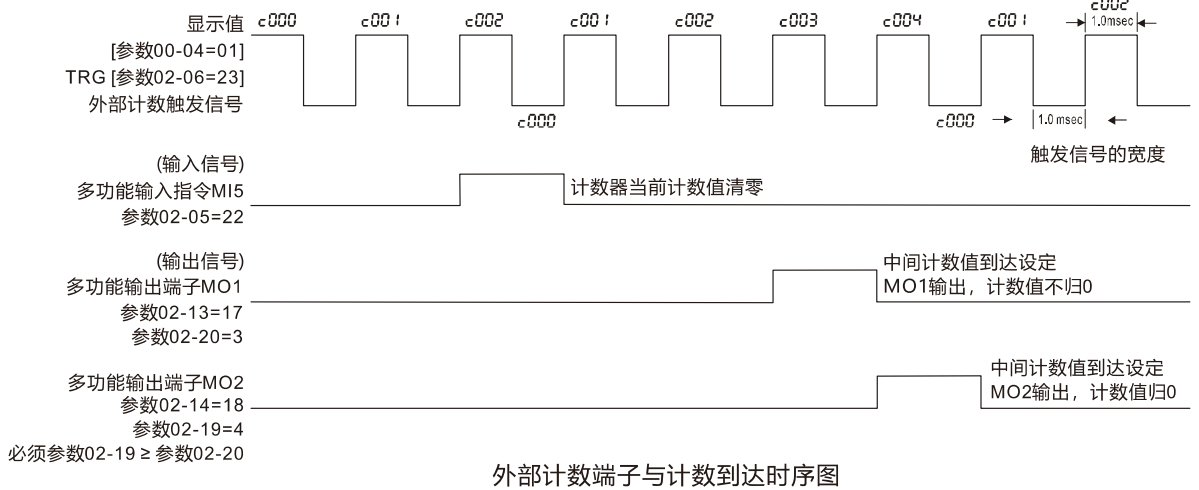 显示值 c000 c001 c002 c001 c002 c003 c004 c001 c002
1.0msec
[参数00-04=01]
TRG [参数02-06=23]
外部计数触发信号
c000 c000 1.0 msec
触发信号的宽度
(输入信号)
多功能输入指令MI5
计数器当前计数值清零
参数02-05=22
(输出信号)
多功能输出端子MO1
参数02-13=17
参数02-20=3
中间计数值到达设定
MO1输出，计数值不归0
多功能输出端子MO2
参数02-14=18
参数02-19=4
必须参数02-19 ≥ 参数02-20
中间计数值到达设定
MO2输出，计数值归0
外部计数端子与计数到达时序图